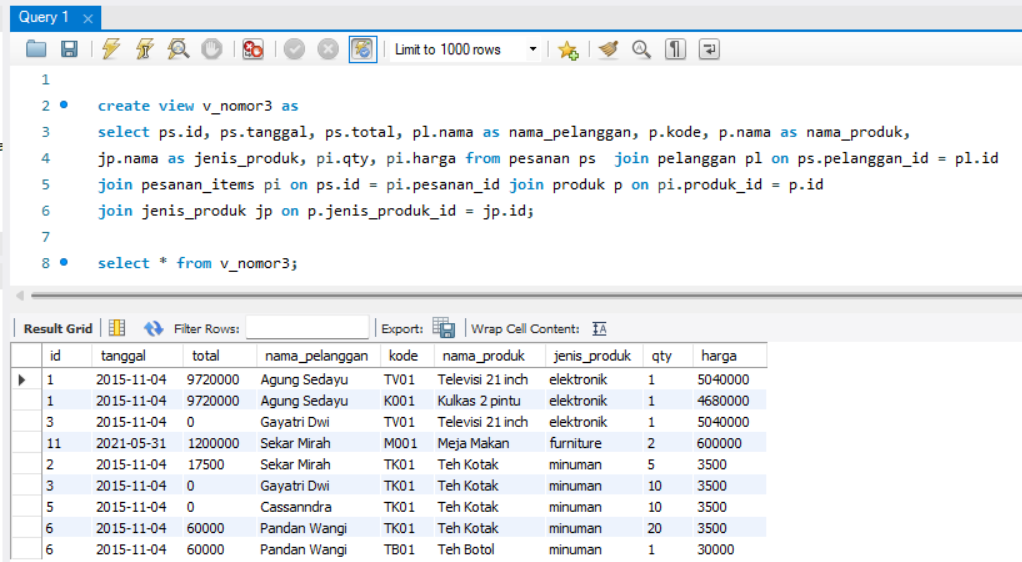 Query 1
Limit to 1000 rows
1
2 create view v_nomor3 as
3 select ps.id, ps.tanggal, ps.total, pl.nama as nama_pelanggan, p.kode, p.nama as nama_produk,
4 jp.nama as jenis_produk, pi.qty, pi.harga from pesanan ps  join pelanggan pl on ps.pelanggan_id = pl.id
5 join pesanan_items pi on ps.id = pi.pesanan_id join produk p on pi.produk_id = p.id
6 join jenis_produk jp on p.jenis_produk_id = jp.id;
7
8 select * from v_nomor3;
Result Grid Filter Rows: Export: Wrap Cell Content:
id tanggal total nama_pelanggan kode nama_produk jenis_produk qty harga
1 2015-11-04 9720000 Agung Sedayu TV01 Televisi 21 inch elektronik 1 5040000
1 2015-11-04 9720000 Agung Sedayu K001 Kulkas 2 pintu elektronik 1 4680000
3 2015-11-04 0 Gayatri Dwi TV01 Televisi 21 inch elektronik 1 5040000
11 2021-05-31 1200000 Sekar Mirah M001 Meja Makan furniture 2 600000
2 2015-11-04 17500 Sekar Mirah TK01 Teh Kotak minuman 5 3500
3 2015-11-04 0 Gayatri Dwi TK01 Teh Kotak minuman 10 3500
5 2015-11-04 0 Cassanndra TK01 Teh Kotak minuman 10 3500
6 2015-11-04 60000 Pandan Wangi TK01 Teh Kotak minuman 20 3500
6 2015-11-04 60000 Pandan Wangi TB01 Teh Botol minuman 1 30000